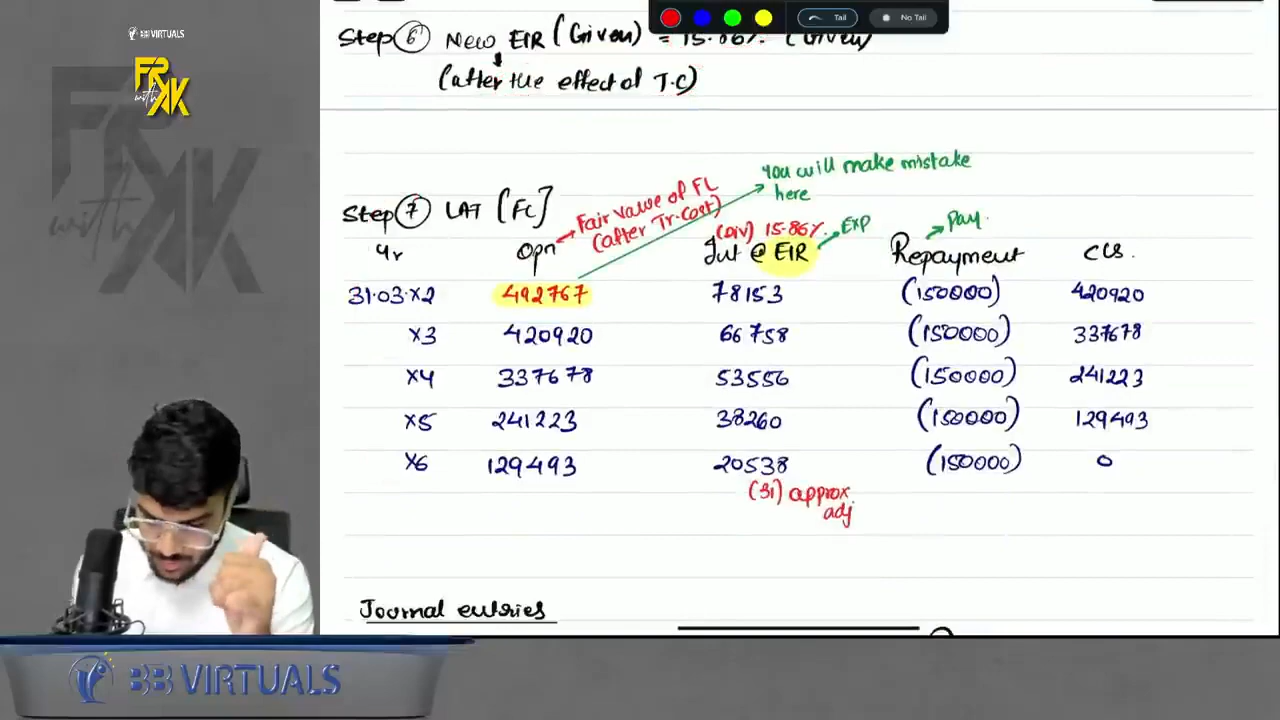 Tail
No Tail
BB VIRTUALS
FR
with AK
Step 6 New EIR (Given) = 15.86% (Given)
(after the effect of T.C)
You will make mistake
here
Step 7 LAT [FL]
Fair value of FL
(after Tr.Cost)
(Div) 15.86%
Exp
Pay.
Yr Opn Int @ EIR Repayment Cls.
31.03.x2 492767 78153 (150000) 420920
x3 420920 66758 (150000) 337678
x4 337678 53556 (150000) 241223
x5 241223 38260 (150000) 129493
x6 129493 20538 (150000) 0
(31) approx
adj
Journal entries
BB VIRTUALS